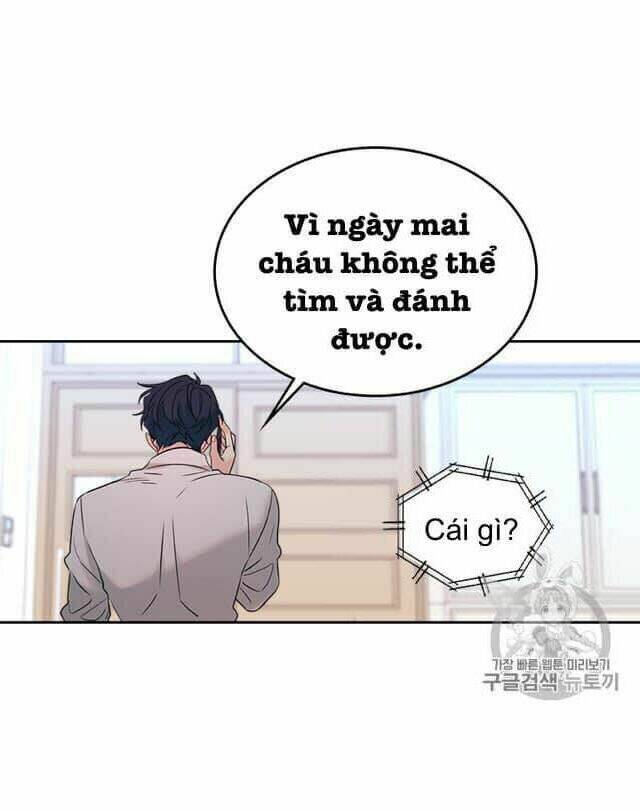 Vì ngày mai
cháu không thể
tìm và đánh
được.
Cái gì?
가장 빠른 웹툰 미리보기
구글검색 뉴토끼